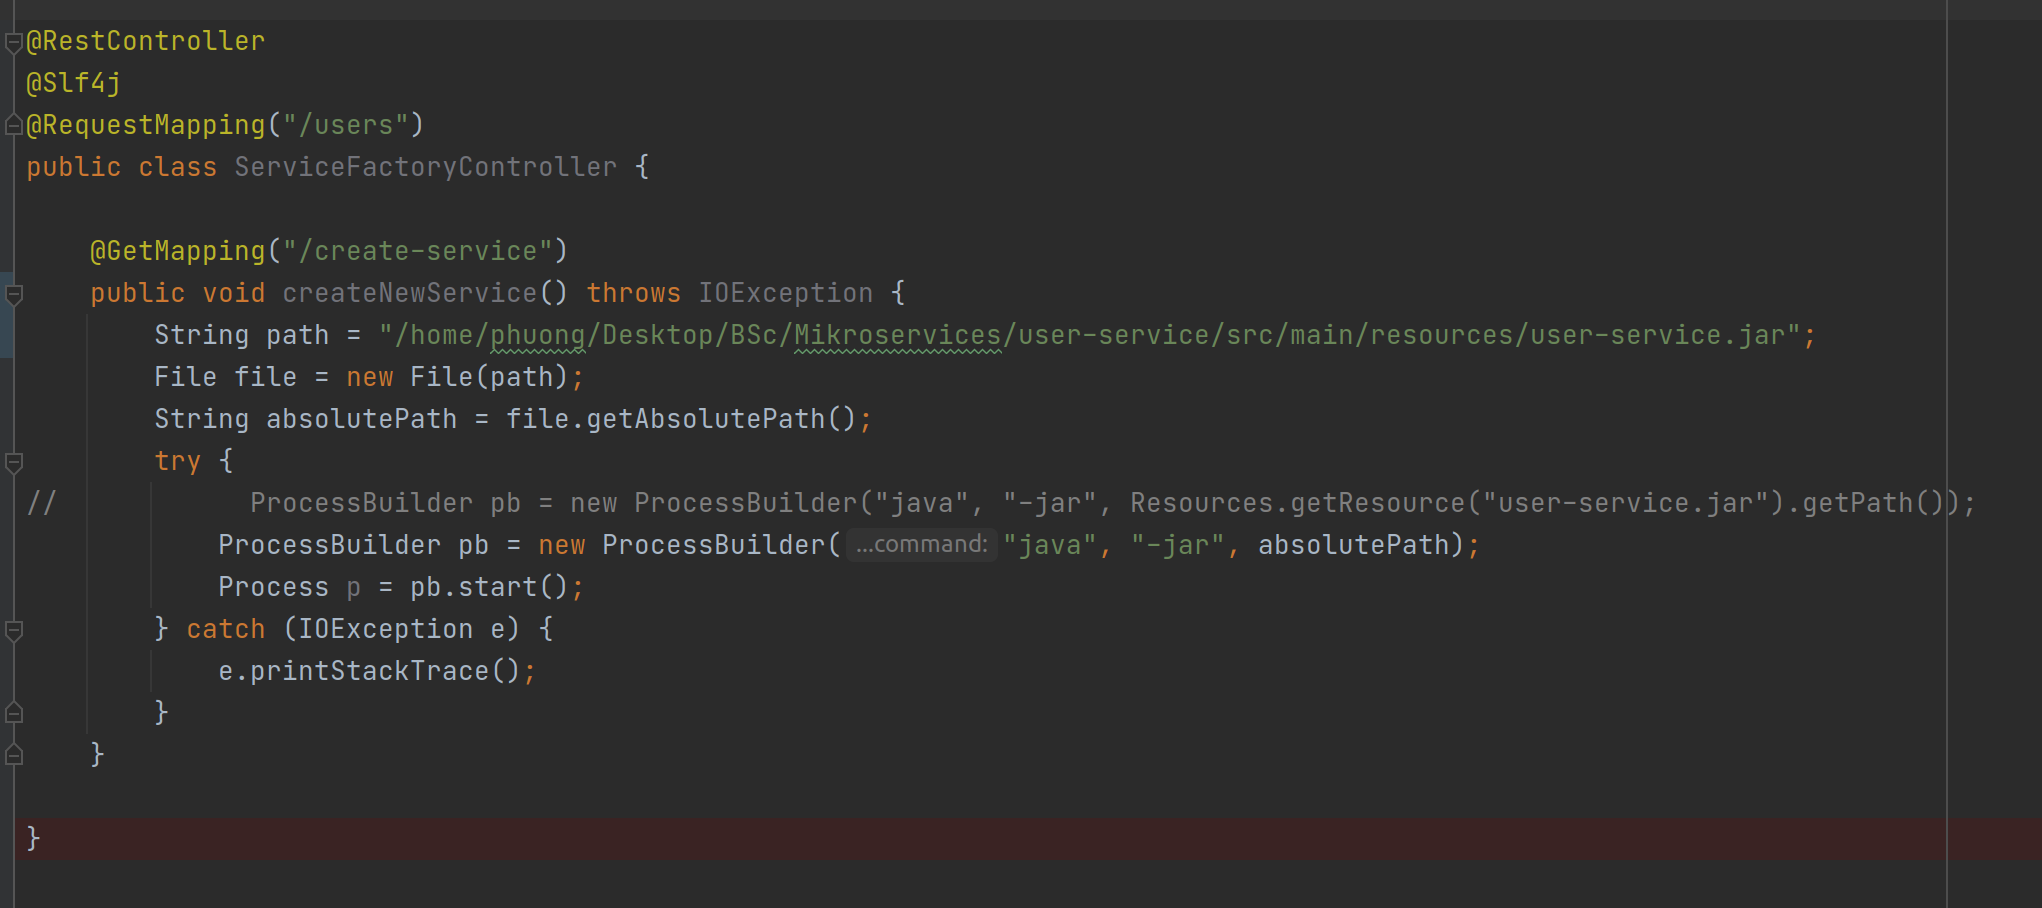 @RestController
@Slf4j
@RequestMapping("/users")
public class ServiceFactoryController {
@GetMapping("/create-service")
public void createNewService() throws IOException {
String path = "/home/phuong/Desktop/BSc/Mikroservices/user-service/src/main/resources/user-service.jar";
File file = new File(path);
String absolutePath = file.getAbsolutePath();
try {
// ProcessBuilder pb = new ProcessBuilder("java", "-jar", Resources.getResource("user-service.jar").getPath());
ProcessBuilder pb = new ProcessBuilder( ...command: "java", "-jar", absolutePath);
Process p = pb.start();
} catch (IOException e) {
e.printStackTrace();
}
}
}